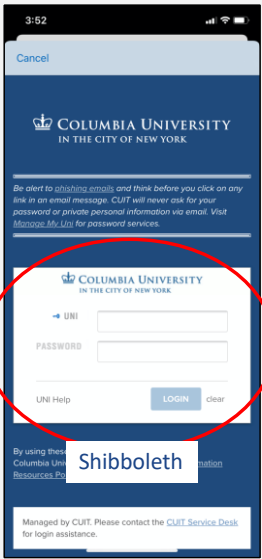 3:52
Cancel
COLUMBIA UNIVERSITY
IN THE CITY OF NEW YORK
Be alert to phishing emails and think before you click on any
link in an email message. CUIT will never ask for your
password or private personal information via email. Visit
Manage My Uni for password services.
COLUMBIA UNIVERSITY
IN THE CITY OF NEW YORK
UNI
PASSWORD
UNI Help
LOGIN
clear
By using these
Columbia
Shibboleth
Resources
Managed by CUIT. Please contact the CUIT Service Desk
for login assistance.